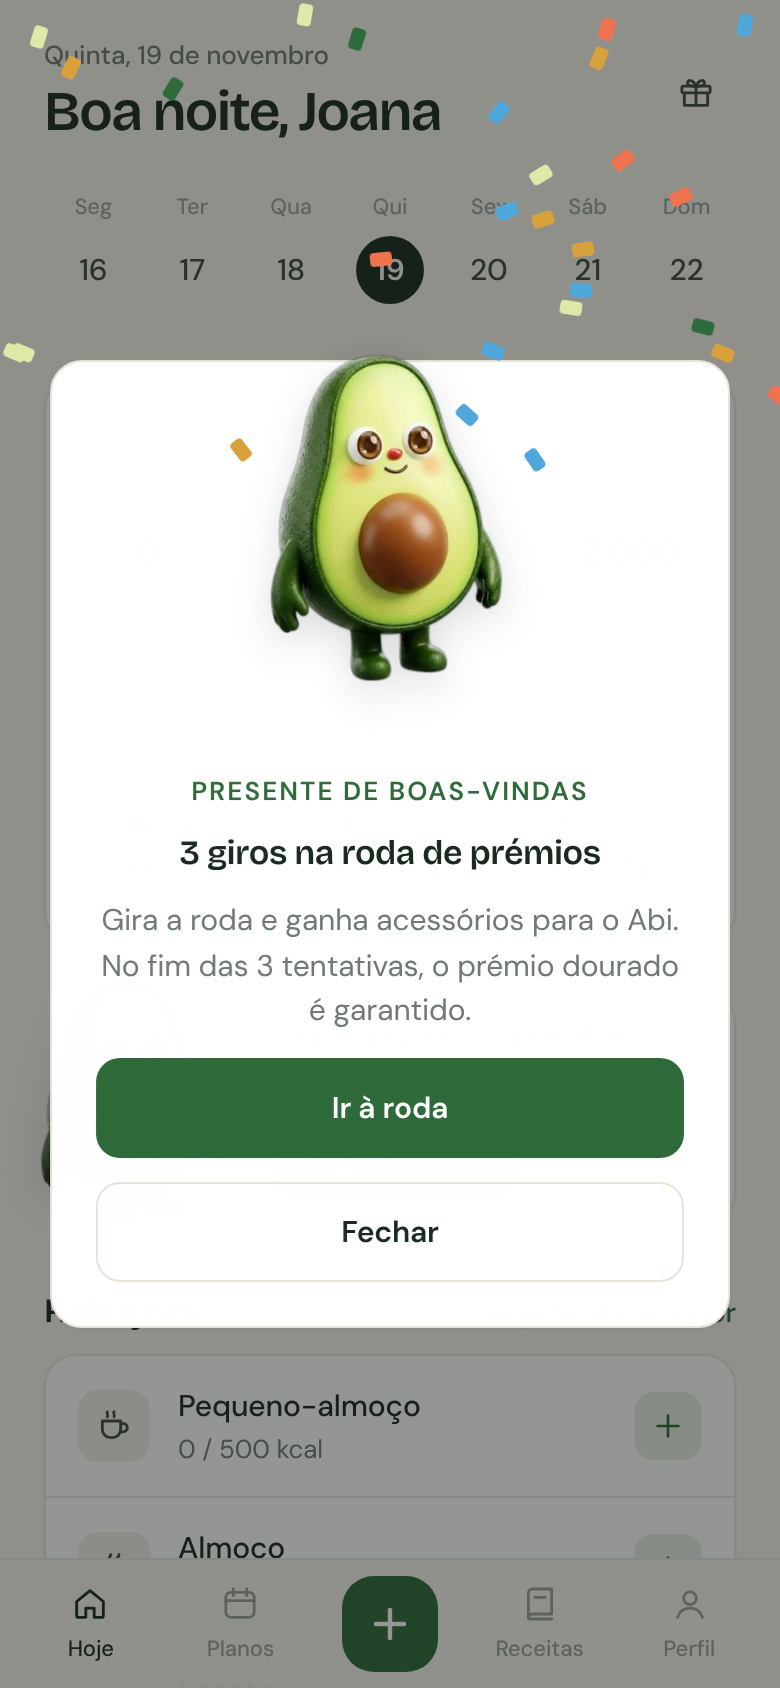 Quinta, 19 de novembro
Boa noite, Joana
Seg Ter Qua Qui Sex Sáb Dom
16 17 18 19 20 21 22
PRESENTE DE BOAS-VINDAS
3 giros na roda de prémios
Gira a roda e ganha acessórios para o Abi.
No fim das 3 tentativas, o prémio dourado
é garantido.
Ir à roda
Fechar
Pequeno-almoço
0 / 500 kcal
Almoço
Hoje Planos Receitas Perfil